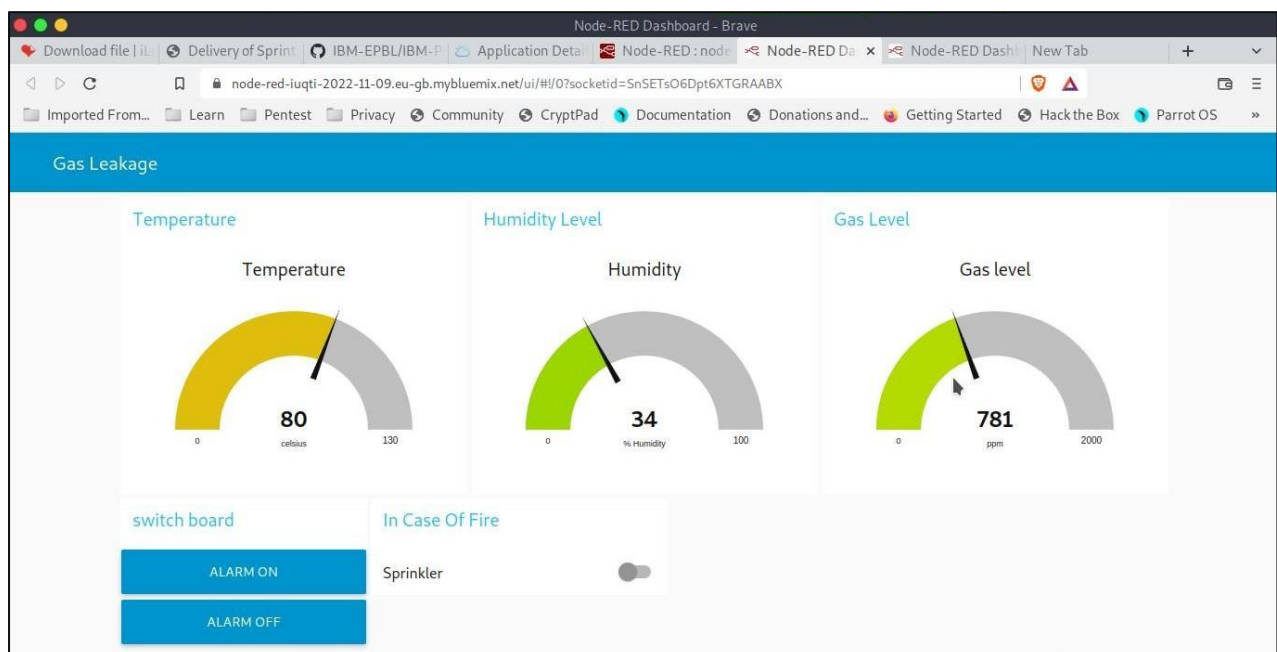 Node-RED Dashboard - Brave
Download file | iL Delivery of Sprint IBM-EPBL/IBM-P Application Detail Node-RED : node Node-RED Da Node-RED Dash New Tab
node-red-iuqti-2022-11-09.eu-gb.mybluemix.net/ui/#!/0?socketid=SnSETsO6Dpt6XTGRAABX
Imported From... Learn Pentest Privacy Community CryptPad Documentation Donations and... Getting Started Hack the Box Parrot OS »
Gas Leakage
Temperature Humidity Level Gas Level
Temperature Humidity Gas level
80 34 781
0 celsius 130 0 % Humidity 100 0 ppm 2000
switch board In Case Of Fire
ALARM ON Sprinkler
ALARM OFF